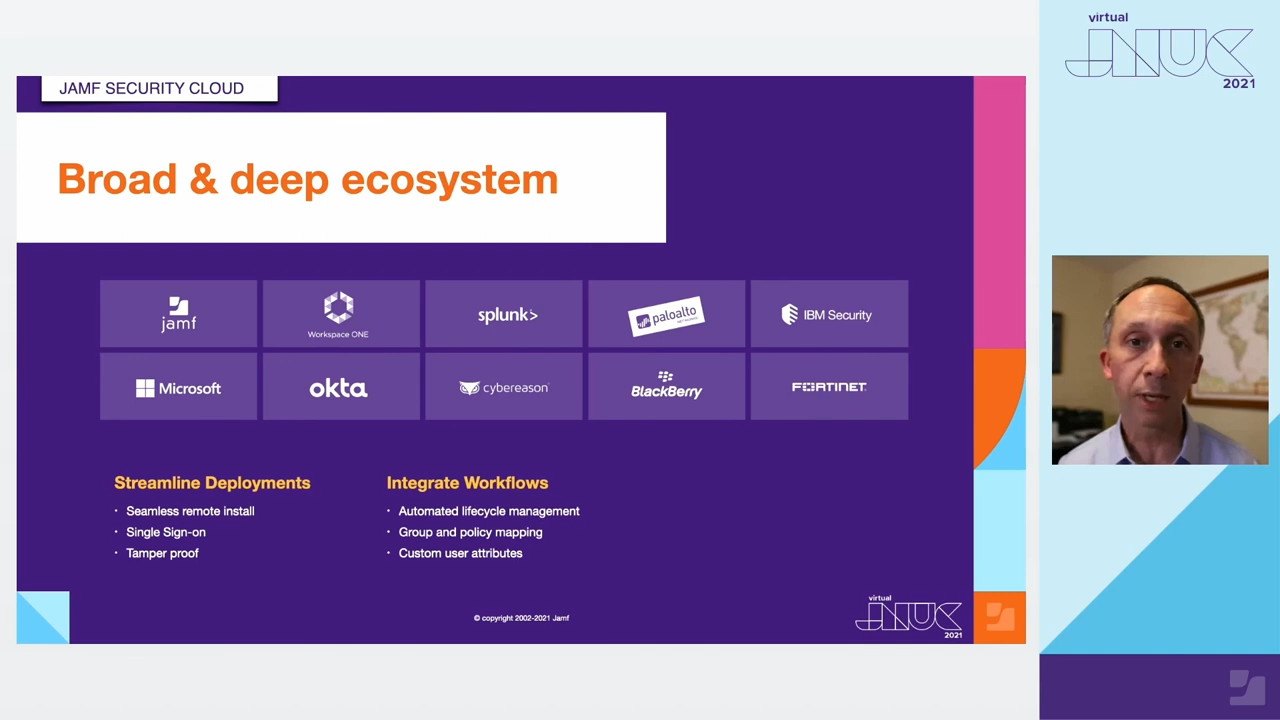 virtual
JNUC
2021
JAMF SECURITY CLOUD
Broad & deep ecosystem
jamf
Workspace ONE
splunk>
paloalto
IBM Security
Microsoft
okta
cybereason
BlackBerry
FORTINET
Streamline Deployments
· Seamless remote install
· Single Sign-on
· Tamper proof
Integrate Workflows
· Automated lifecycle management
· Group and policy mapping
· Custom user attributes
© copyright 2002-2021 Jamf
virtual
JNUC
2021